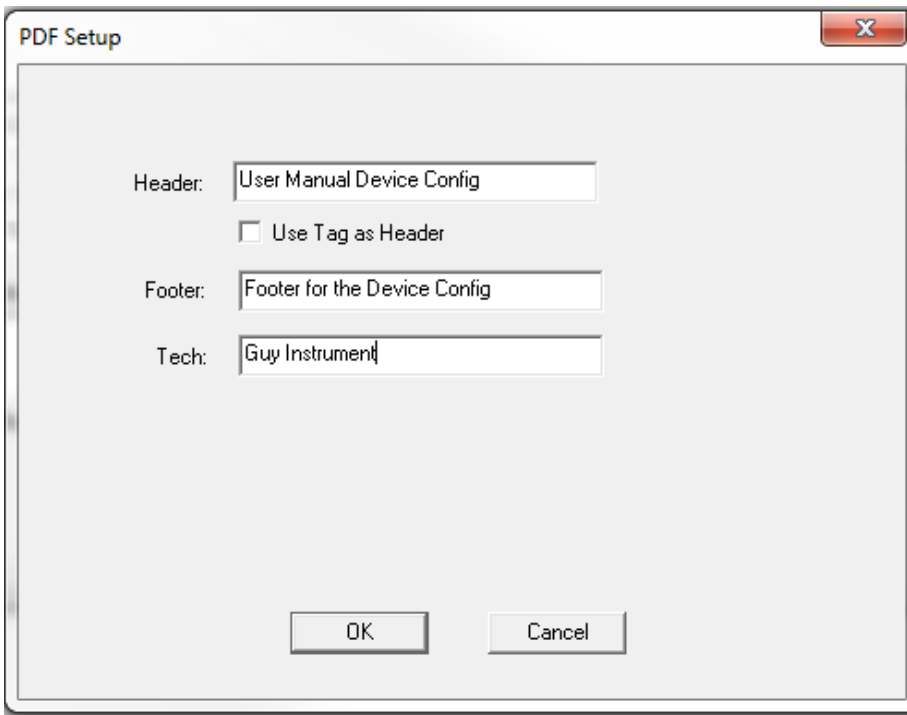 PDF Setup
X
Header: User Manual Device Config
Use Tag as Header
Footer: Footer for the Device Config
Tech: Guy Instrument
OK Cancel